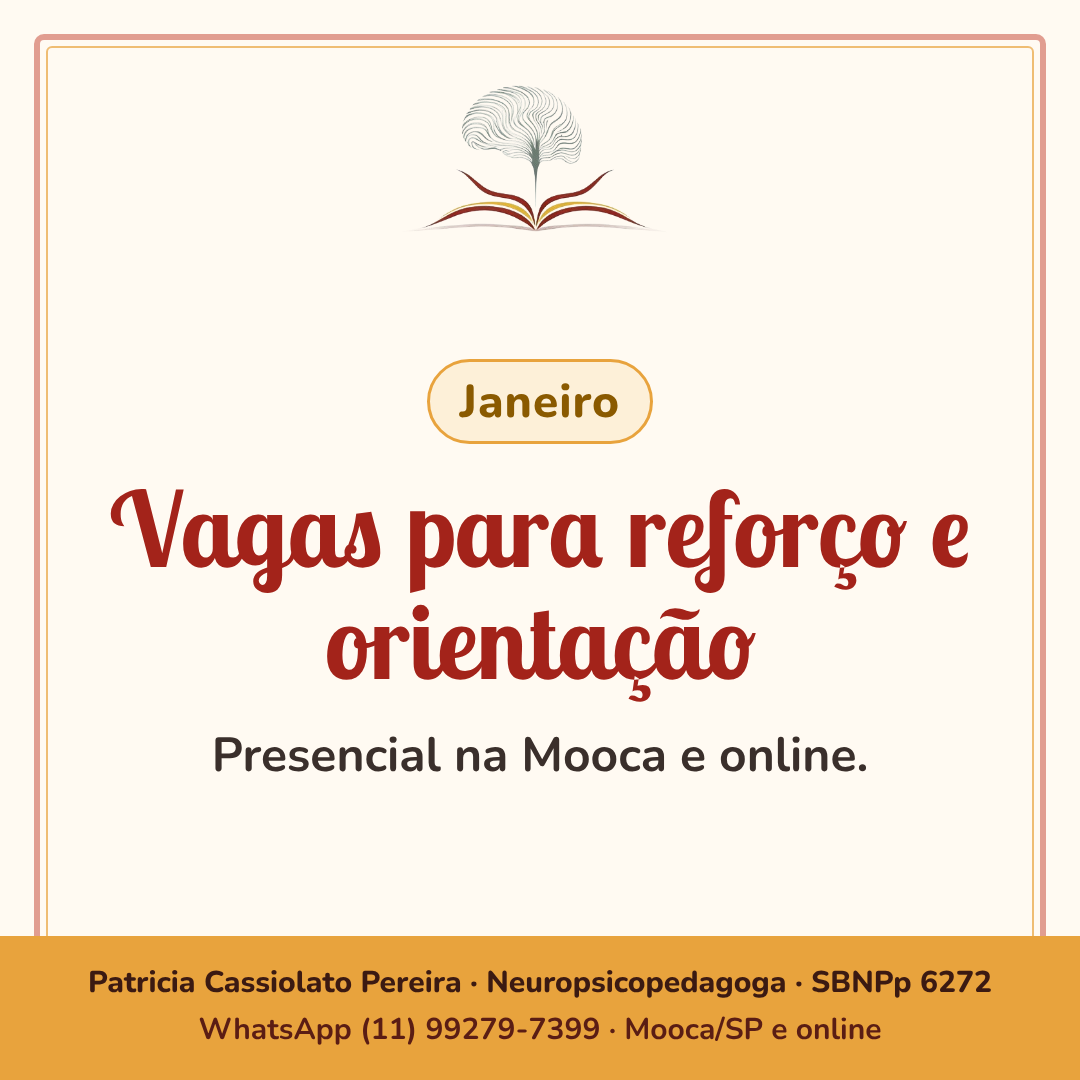 Janeiro
Vagas para reforço e
orientação
Presencial na Mooca e online.
Patricia Cassiolato Pereira · Neuropsicopedagoga · SBNPp 6272
WhatsApp (11) 99279-7399 · Mooca/SP e online